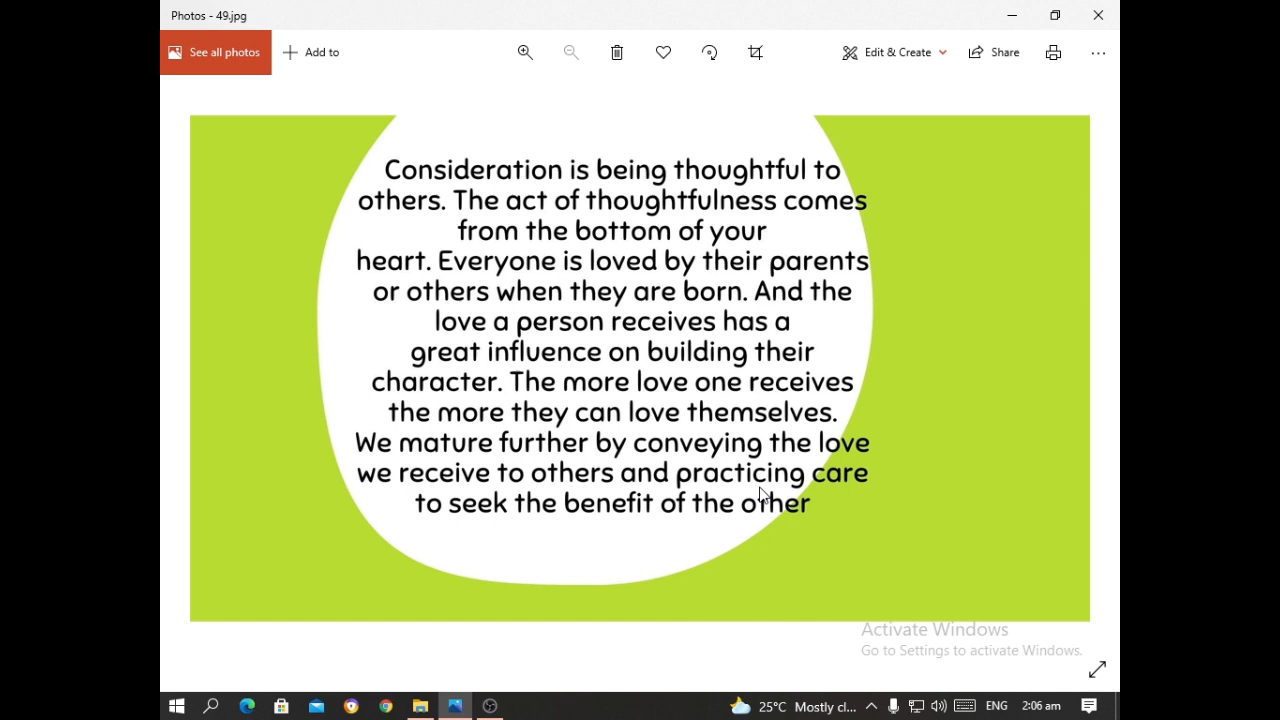 Photos - 49.jpg
See all photos
Add to
Edit & Create
Share
Consideration is being thoughtful to
others. The act of thoughtfulness comes
from the bottom of your
heart. Everyone is loved by their parents
or others when they are born. And the
love a person receives has a
great influence on building their
character. The more love one receives
the more they can love themselves.
We mature further by conveying the love
we receive to others and practicing care
to seek the benefit of the other
Activate Windows
Go to Settings to activate Windows.
25°C Mostly cl... ENG 2:06 am